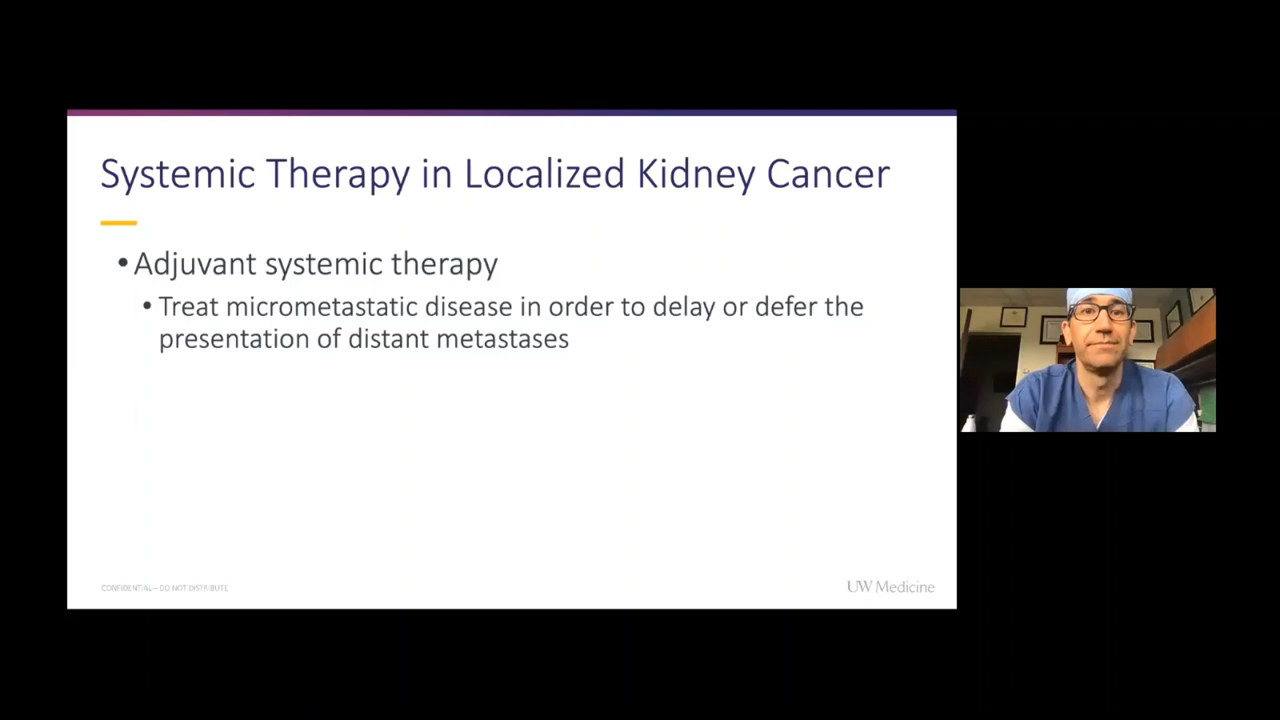 Systemic Therapy in Localized Kidney Cancer
•Adjuvant systemic therapy
• Treat micrometastatic disease in order to delay or defer the
presentation of distant metastases
CONFIDENTIAL – DO NOT DISTRIBUTE
UW Medicine